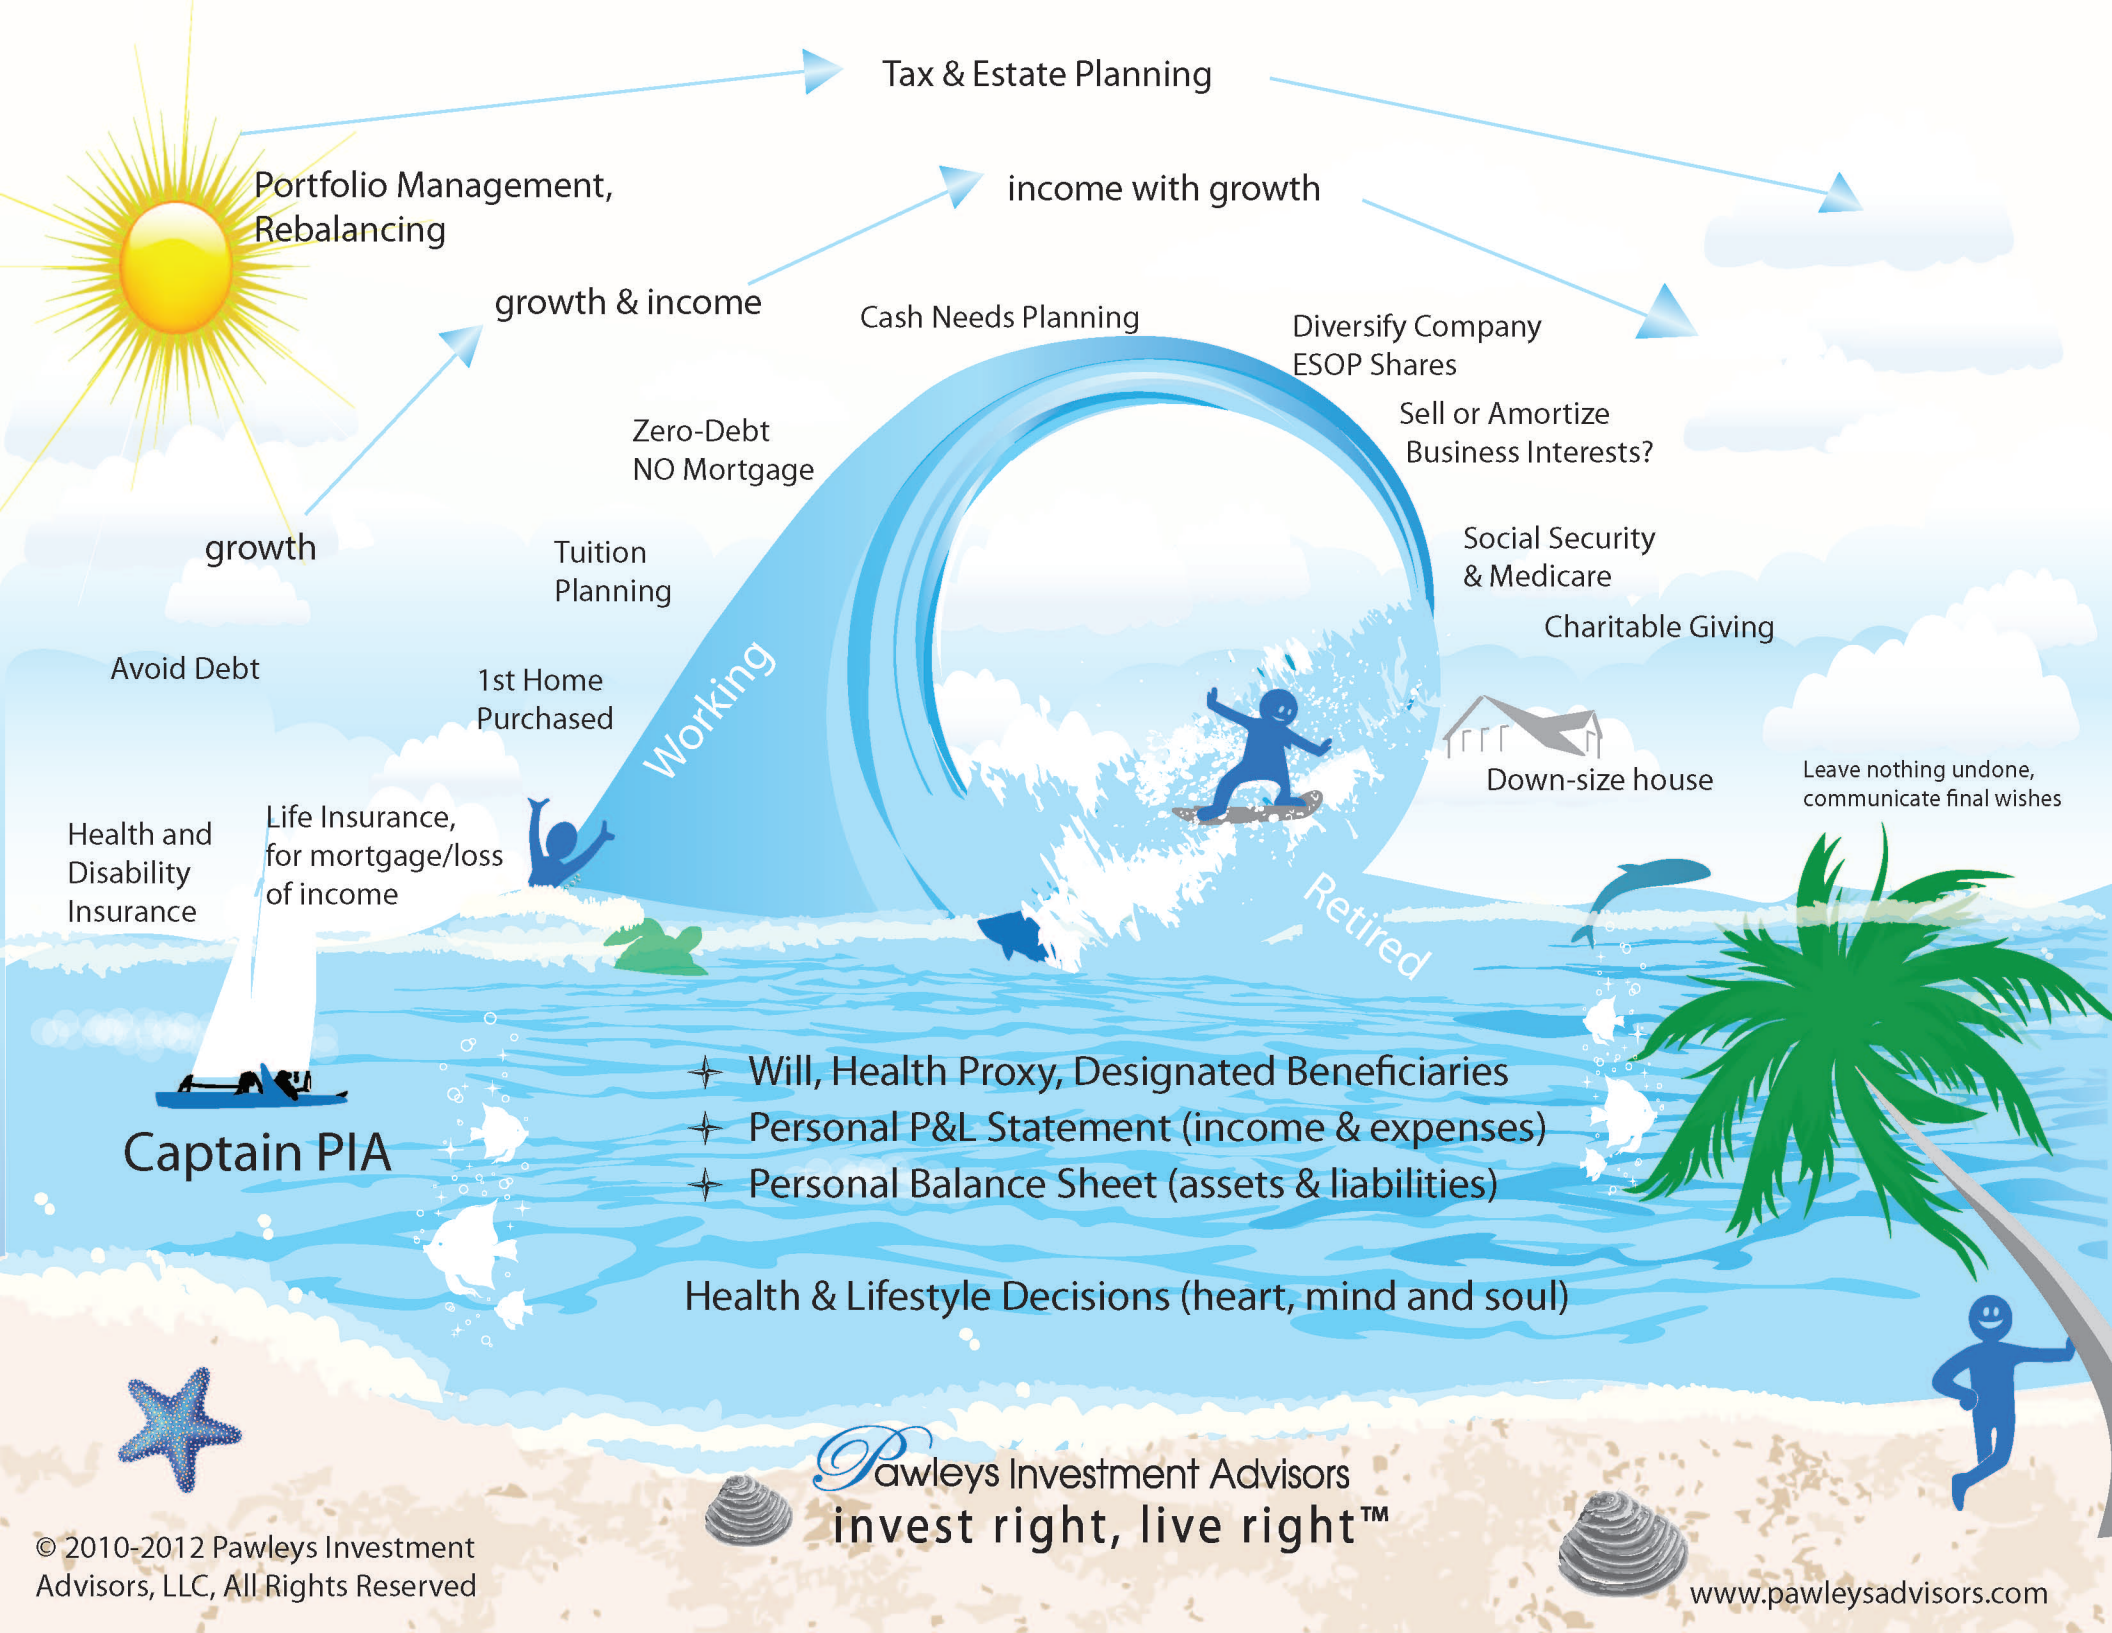 Tax & Estate Planning
Portfolio Management,
Rebalancing
income with growth
growth & income
Cash Needs Planning
Diversify Company
ESOP Shares
Zero-Debt
NO Mortgage
Sell or Amortize
Business Interests?
growth
Tuition
Planning
Social Security
& Medicare
Charitable Giving
Avoid Debt
1st Home
Purchased
Working
Down-size house
Leave nothing undone,
communicate final wishes
Health and
Disability
Insurance
Life Insurance,
for mortgage/loss
of income
Retired
Will, Health Proxy, Designated Beneficiaries
Personal P&L Statement (income & expenses)
Personal Balance Sheet (assets & liabilities)
Captain PIA
Health & Lifestyle Decisions (heart, mind and soul)
Pawleys Investment Advisors
invest right, live right™
© 2010-2012 Pawleys Investment
Advisors, LLC, All Rights Reserved
www.pawleysadvisors.com